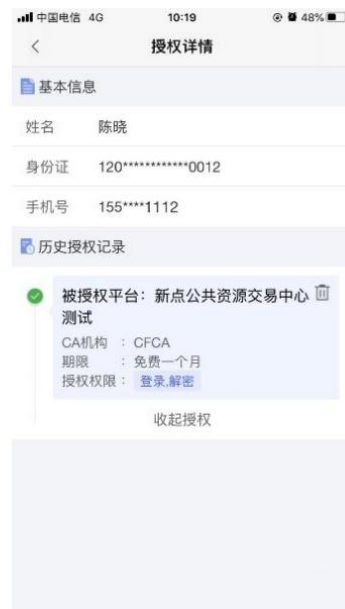 中国电信 4G 10:19 48%
授权详情
基本信息
姓名 陈晓
身份证 120************0012
手机号 155****1112
历史授权记录
被授权平台：新点公共资源交易中心
测试
CA机构 ： CFCA
期限 ： 免费一个月
授权权限： 登录,解密
收起授权